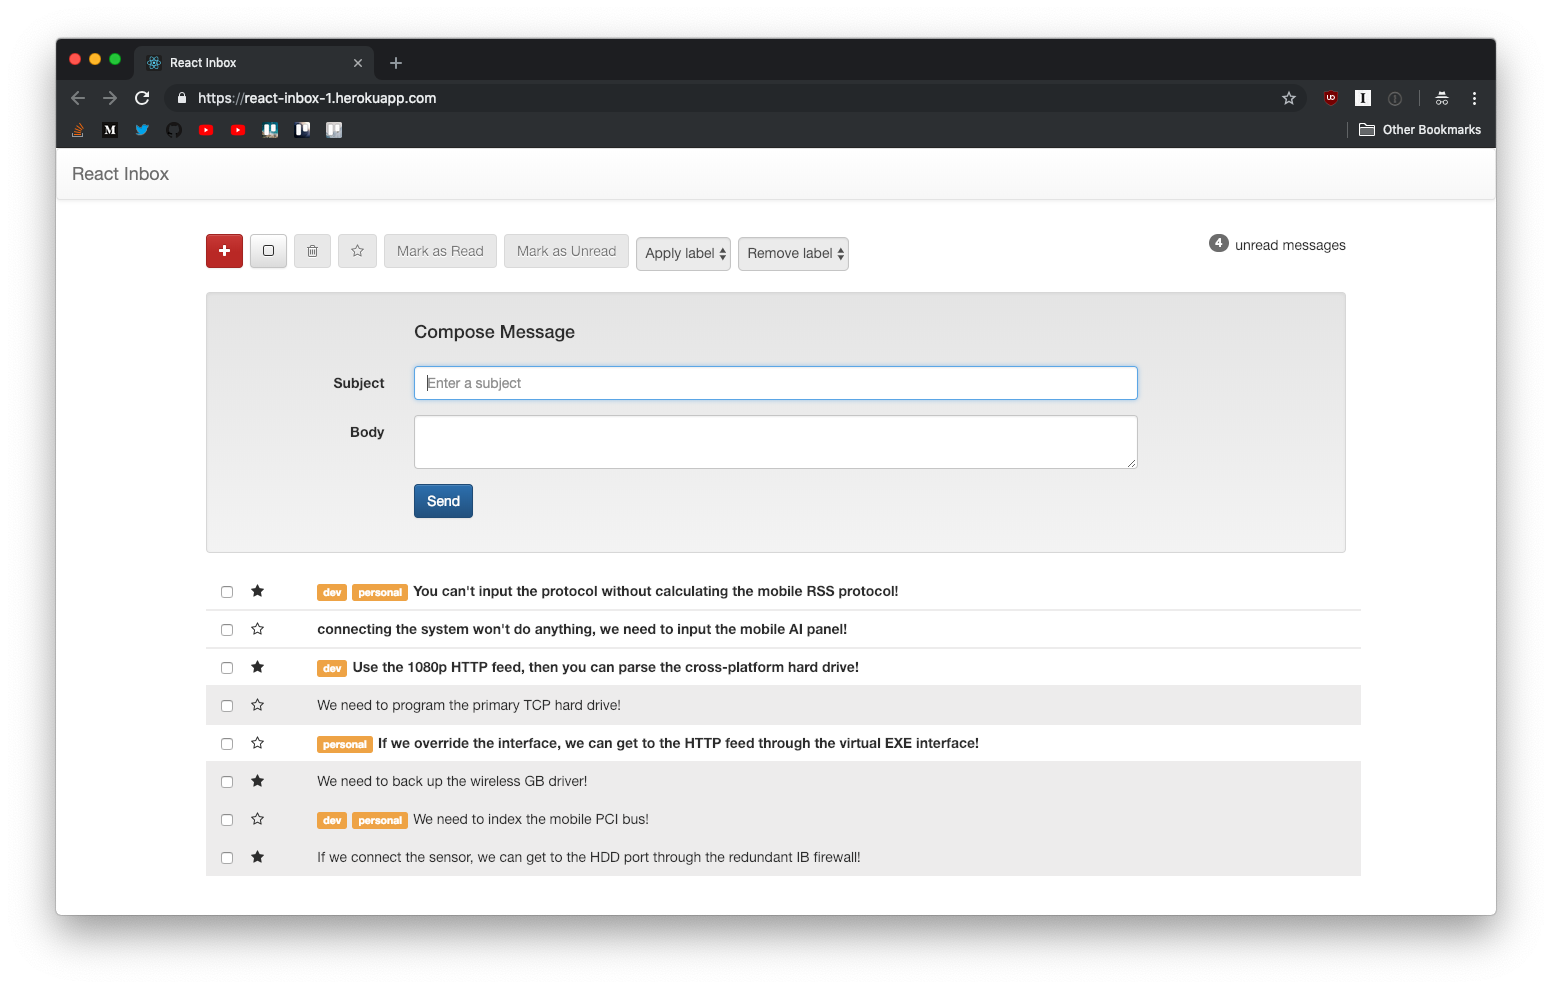 React Inbox
https://react-inbox-1.herokuapp.com
M
UD
I
Other Bookmarks
React Inbox
Mark as Read Mark as Unread Apply label Remove label 4 unread messages
Compose Message
Subject Enter a subject
Body
Send
dev personal You can't input the protocol without calculating the mobile RSS protocol!
connecting the system won't do anything, we need to input the mobile AI panel!
dev Use the 1080p HTTP feed, then you can parse the cross-platform hard drive!
We need to program the primary TCP hard drive!
personal If we override the interface, we can get to the HTTP feed through the virtual EXE interface!
We need to back up the wireless GB driver!
dev personal We need to index the mobile PCI bus!
If we connect the sensor, we can get to the HDD port through the redundant IB firewall!